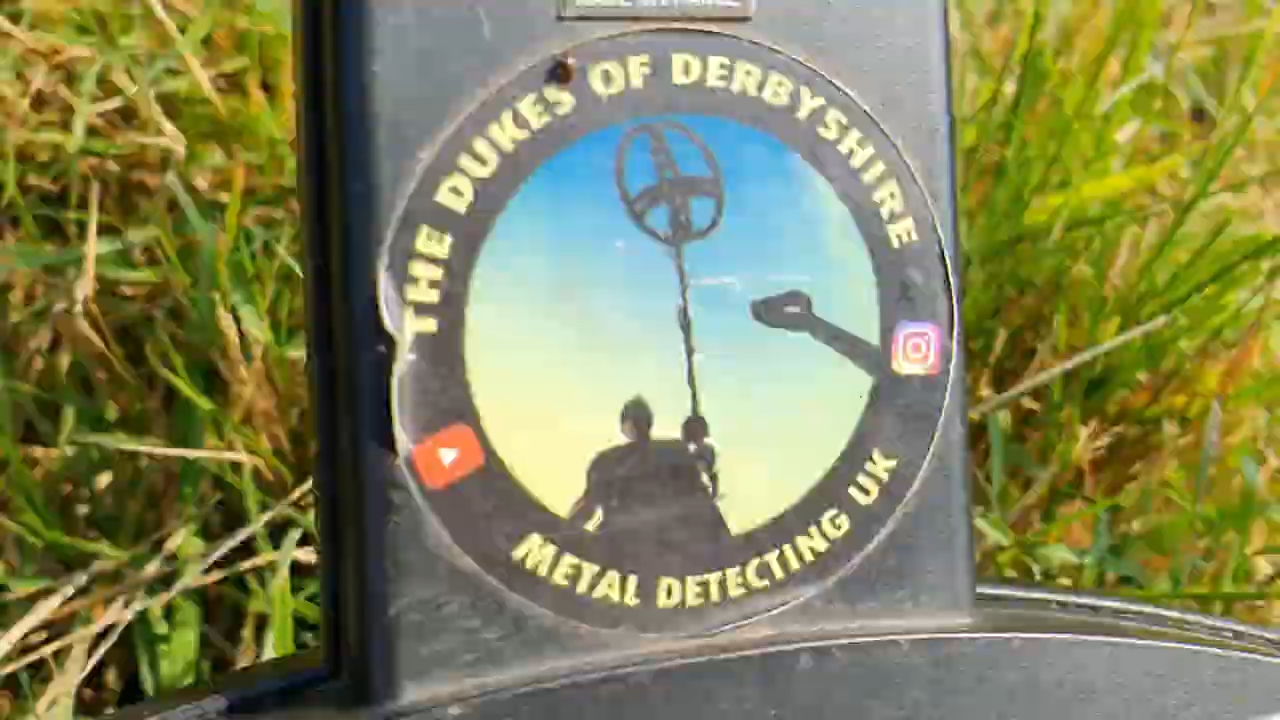 THE DUKES OF DERBYSHIRE
METAL DETECTING UK